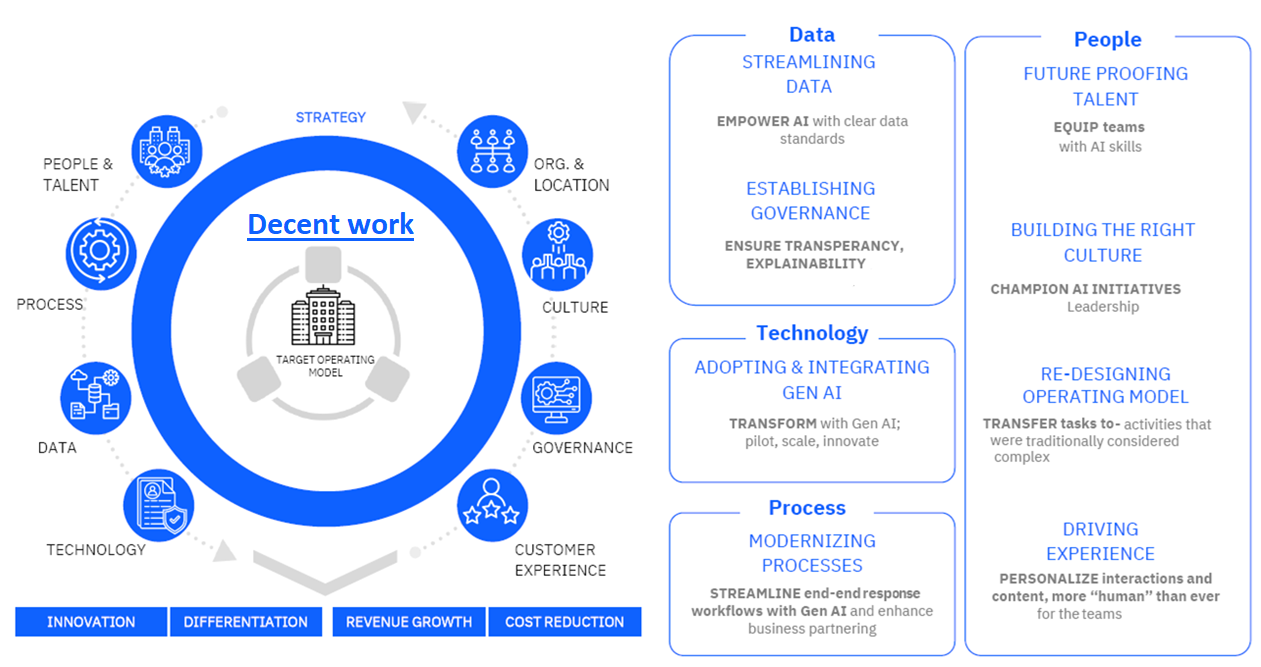 STRATEGY
PEOPLE &
TALENT
PROCESS
DATA
TECHNOLOGY
ORG. &
LOCATION
CULTURE
GOVERNANCE
CUSTOMER
EXPERIENCE
Decent work
TARGET OPERATING
MODEL
INNOVATION
DIFFERENTIATION
REVENUE GROWTH
COST REDUCTION
Data
STREAMLINING
DATA
EMPOWER AI with clear data
standards
ESTABLISHING
GOVERNANCE
ENSURE TRANSPERANCY,
EXPLAINABILITY
Technology
ADOPTING & INTEGRATING
GEN AI
TRANSFORM with Gen AI;
pilot, scale, innovate
Process
MODERNIZING
PROCESSES
STREAMLINE end-end response
workflows with Gen AI and enhance
business partnering
People
FUTURE PROOFING
TALENT
EQUIP teams
with AI skills
BUILDING THE RIGHT
CULTURE
CHAMPION AI INITIATIVES
Leadership
RE-DESIGNING
OPERATING MODEL
TRANSFER tasks to- activities that
were traditionally considered
complex
DRIVING
EXPERIENCE
PERSONALIZE interactions and
content, more “human” than ever
for the teams